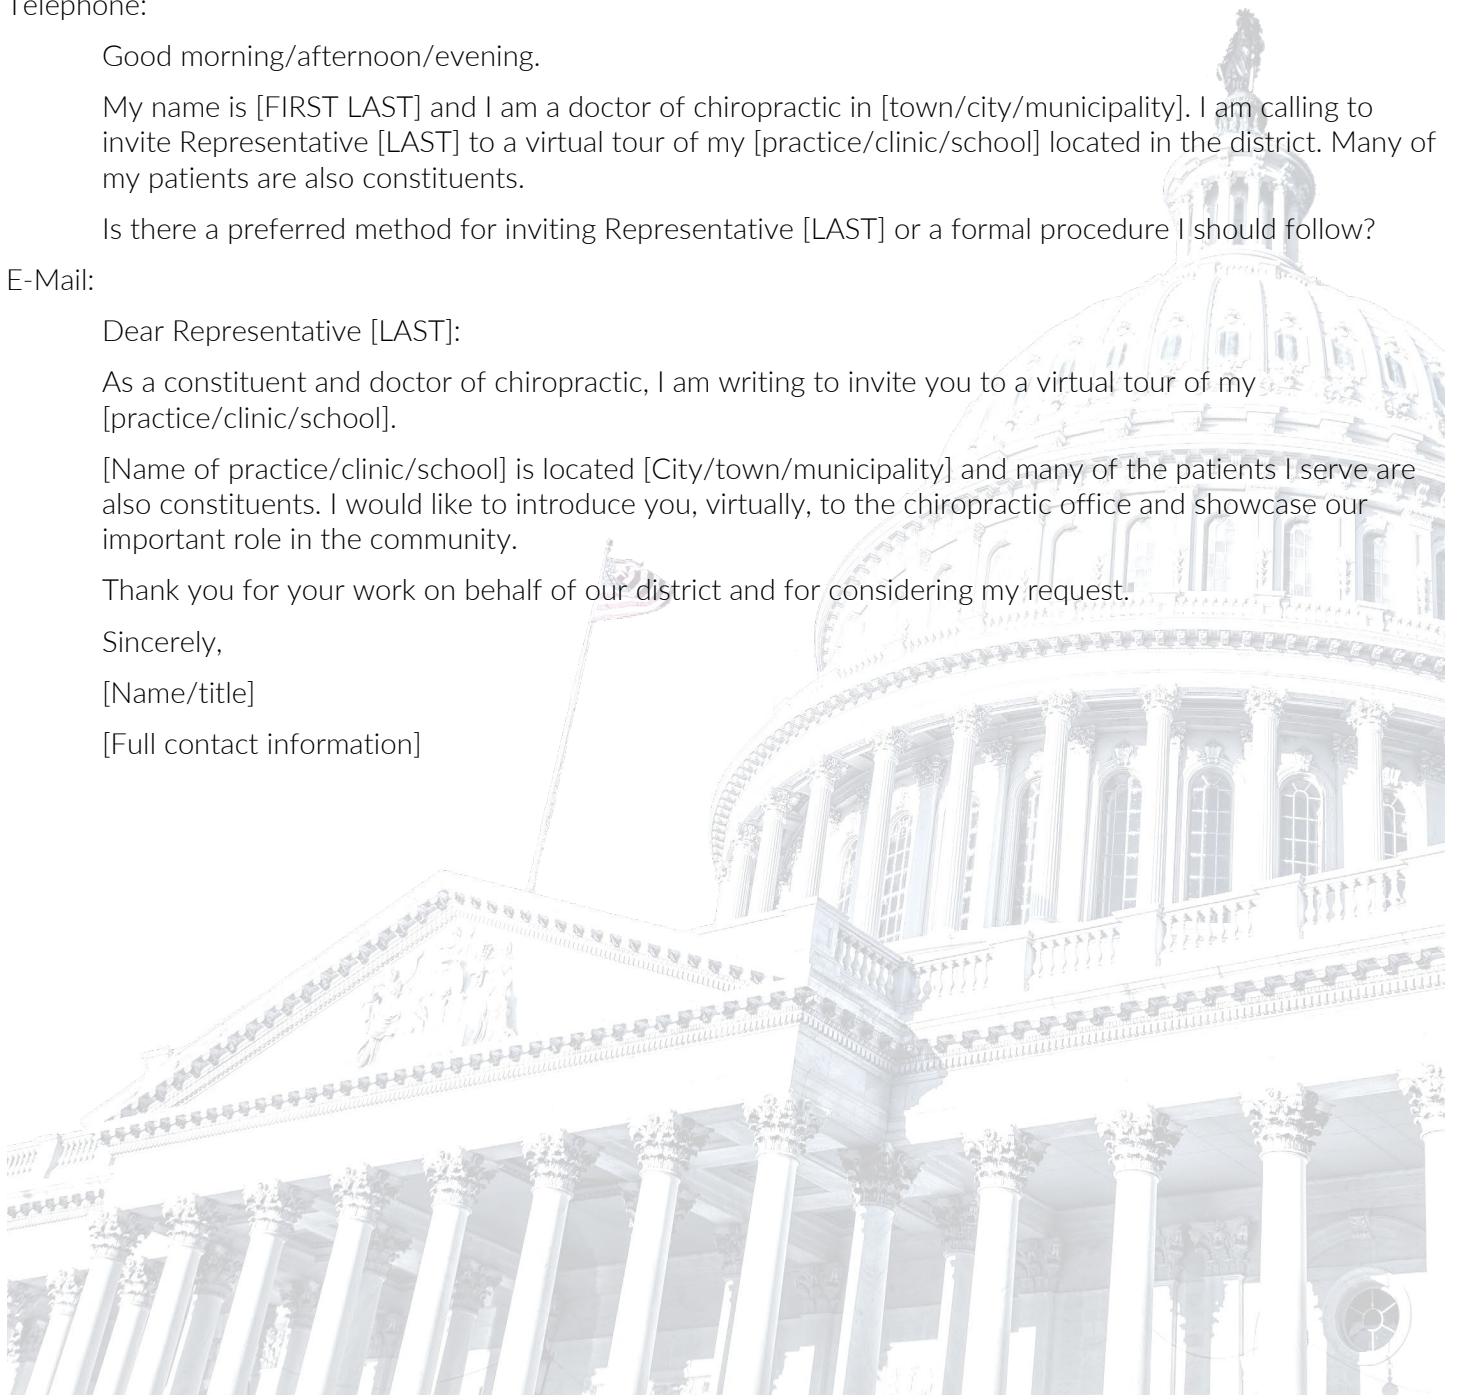 Telephone:
Good morning/afternoon/evening.
My name is [FIRST LAST] and I am a doctor of chiropractic in [town/city/municipality]. I am calling to
invite Representative [LAST] to a virtual tour of my [practice/clinic/school] located in the district. Many of
my patients are also constituents.
Is there a preferred method for inviting Representative [LAST] or a formal procedure I should follow?
E-Mail:
Dear Representative [LAST]:
As a constituent and doctor of chiropractic, I am writing to invite you to a virtual tour of my
[practice/clinic/school].
[Name of practice/clinic/school] is located [City/town/municipality] and many of the patients I serve are
also constituents. I would like to introduce you, virtually, to the chiropractic office and showcase our
important role in the community.
Thank you for your work on behalf of our district and for considering my request.
Sincerely,
[Name/title]
[Full contact information]